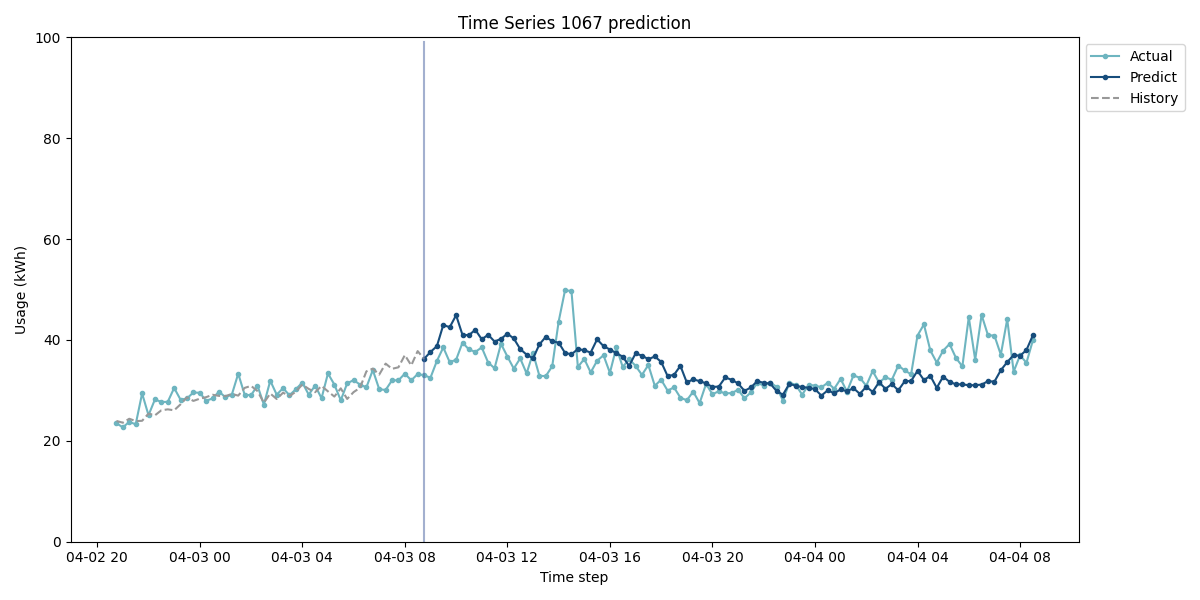 Time Series 1067 prediction
Usage (kWh)
100
80
60
40
20
0
04-02 20
04-03 00
04-03 04
04-03 08
04-03 12
04-03 16
04-03 20
04-04 00
04-04 04
04-04 08
Time step
Actual
Predict
History